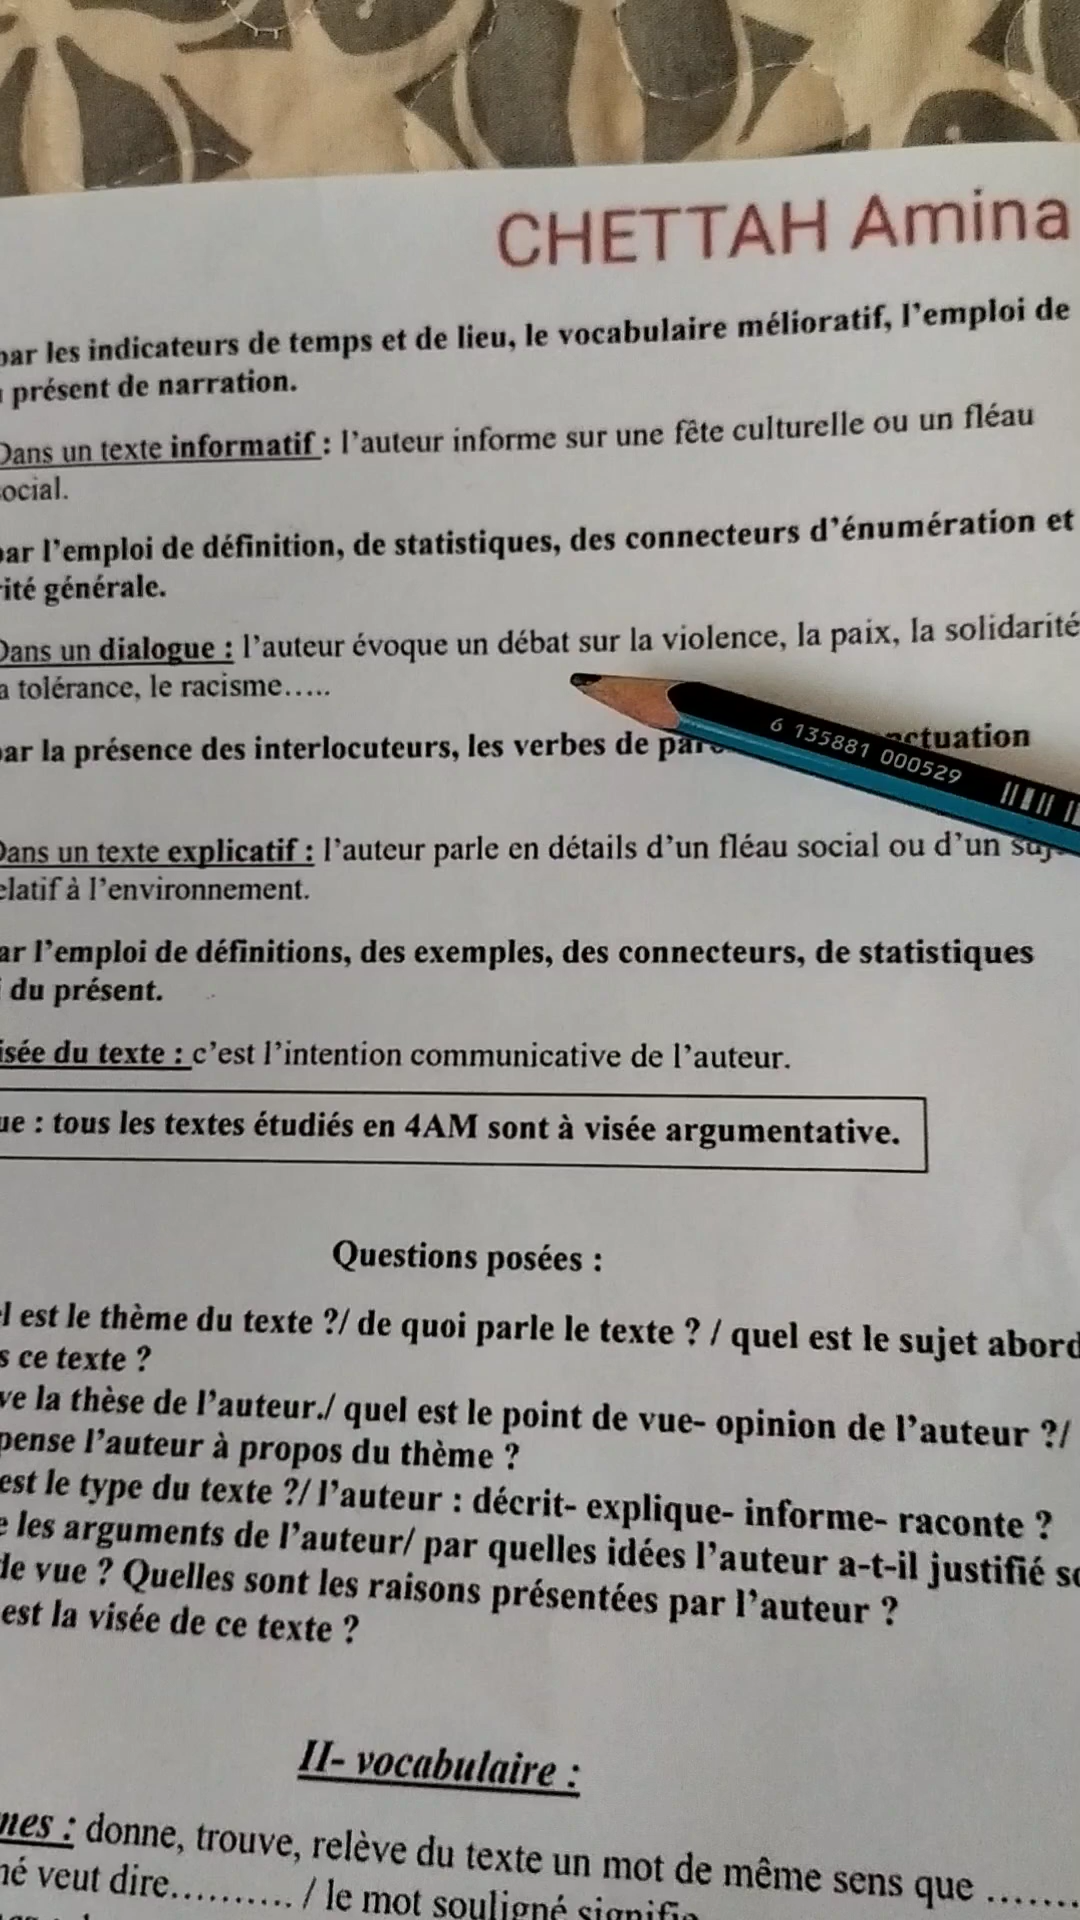 CHETTAH Amina
par les indicateurs de temps et de lieu, le vocabulaire mélioratif, l'emploi de
présent de narration.
Dans un texte informatif : l'auteur informe sur une fête culturelle ou un fléau
social.
par l'emploi de définition, de statistiques, des connecteurs d'énumération et
rité générale.
Dans un dialogue : l'auteur évoque un débat sur la violence, la paix, la solidarité
a tolérance, le racisme.....
par la présence des interlocuteurs, les verbes de paro nctuation
6 135881 000529
Dans un texte explicatif : l'auteur parle en détails d'un fléau social ou d'un suj
elatif à l'environnement.
ar l'emploi de définitions, des exemples, des connecteurs, de statistiques
du présent.
isée du texte : c'est l'intention communicative de l'auteur.
ue : tous les textes étudiés en 4AM sont à visée argumentative.
Questions posées :
l est le thème du texte ?/ de quoi parle le texte ? / quel est le sujet abord
s ce texte ?
ve la thèse de l'auteur./ quel est le point de vue- opinion de l'auteur ?/
pense l'auteur à propos du thème ?
est le type du texte ?/ l'auteur : décrit- explique- informe- raconte ?
e les arguments de l'auteur/ par quelles idées l'auteur a-t-il justifié so
de vue ? Quelles sont les raisons présentées par l'auteur ?
est la visée de ce texte ?
II- vocabulaire :
mes : donne, trouve, relève du texte un mot de même sens que .......
né veut dire.......... / le mot souligné signifie